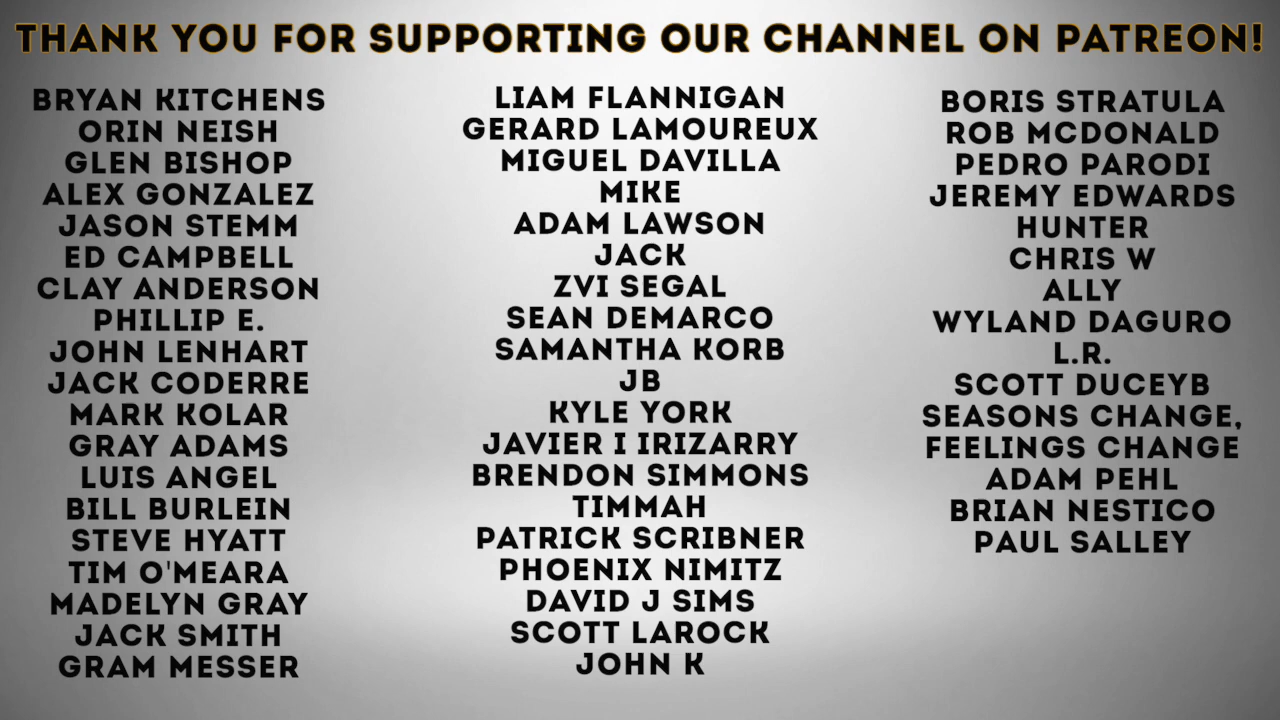 THANK YOU FOR SUPPORTING OUR CHANNEL ON PATREON!
BRYAN KITCHENS
ORIN NEISH
GLEN BISHOP
ALEX GONZALEZ
JASON STEMM
ED CAMPBELL
CLAY ANDERSON
PHILLIP E.
JOHN LENHART
JACK CODERRE
MARK KOLAR
GRAY ADAMS
LUIS ANGEL
BILL BURLEIN
STEVE HYATT
TIM O'MEARA
MADELYN GRAY
JACK SMITH
GRAM MESSER
LIAM FLANNIGAN
GERARD LAMOUREUX
MIGUEL DAVILLA
MIKE
ADAM LAWSON
JACK
ZVI SEGAL
SEAN DEMARCO
SAMANTHA KORB
JB
KYLE YORK
JAVIER I IRIZARRY
BRENDON SIMMONS
TIMMAH
PATRICK SCRIBNER
PHOENIX NIMITZ
DAVID J SIMS
SCOTT LAROCK
JOHN K
BORIS STRATULA
ROB MCDONALD
PEDRO PARODI
JEREMY EDWARDS
HUNTER
CHRIS W
ALLY
WYLAND DAGURO
L.R.
SCOTT DUCEYB
SEASONS CHANGE,
FEELINGS CHANGE
ADAM PEHL
BRIAN NESTICO
PAUL SALLEY